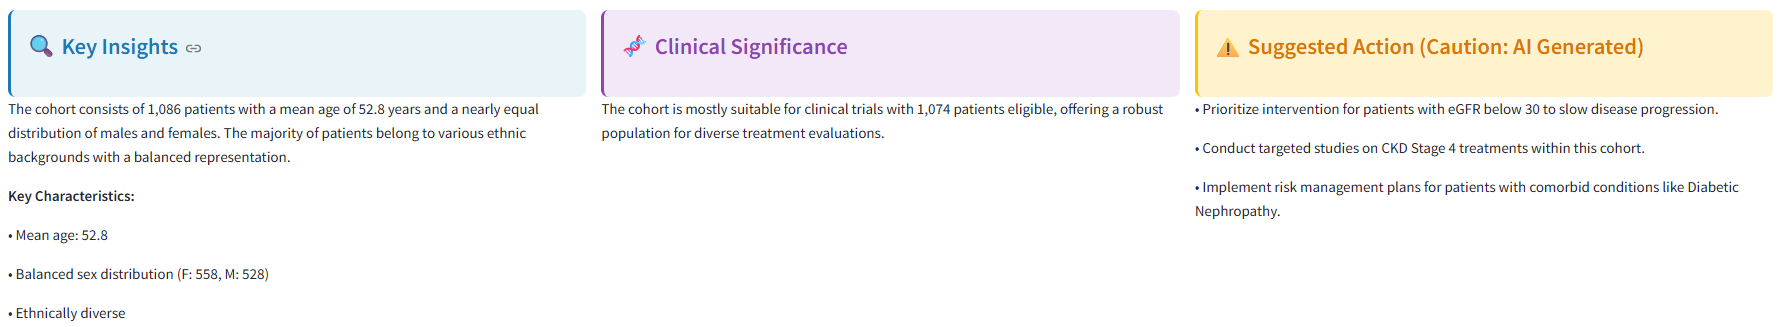 Key Insights
The cohort consists of 1,086 patients with a mean age of 52.8 years and a nearly equal
distribution of males and females. The majority of patients belong to various ethnic
backgrounds with a balanced representation.
Key Characteristics:
• Mean age: 52.8
• Balanced sex distribution (F: 558, M: 528)
• Ethnically diverse
Clinical Significance
The cohort is mostly suitable for clinical trials with 1,074 patients eligible, offering a robust
population for diverse treatment evaluations.
Suggested Action (Caution: AI Generated)
• Prioritize intervention for patients with eGFR below 30 to slow disease progression.
• Conduct targeted studies on CKD Stage 4 treatments within this cohort.
• Implement risk management plans for patients with comorbid conditions like Diabetic
Nephropathy.